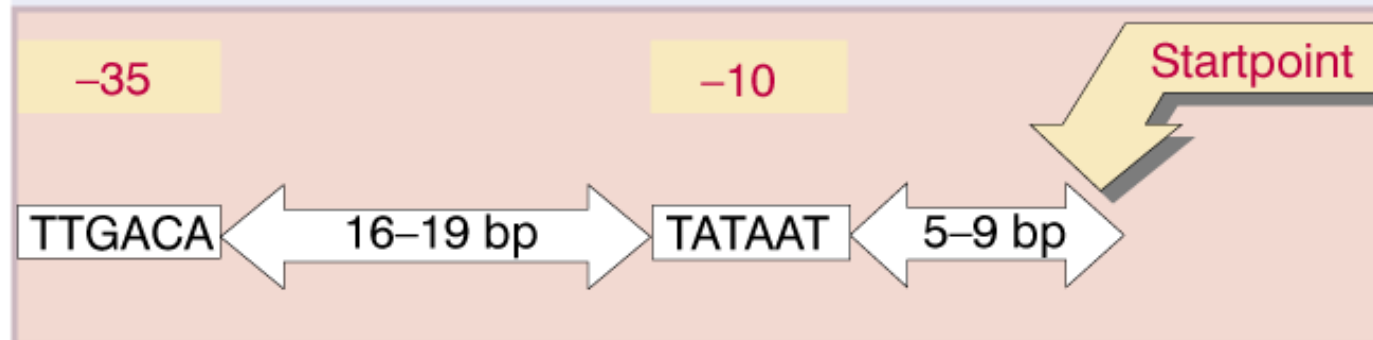 –35
–10
Startpoint
TTGACA
16–19 bp
TATAAT
5–9 bp